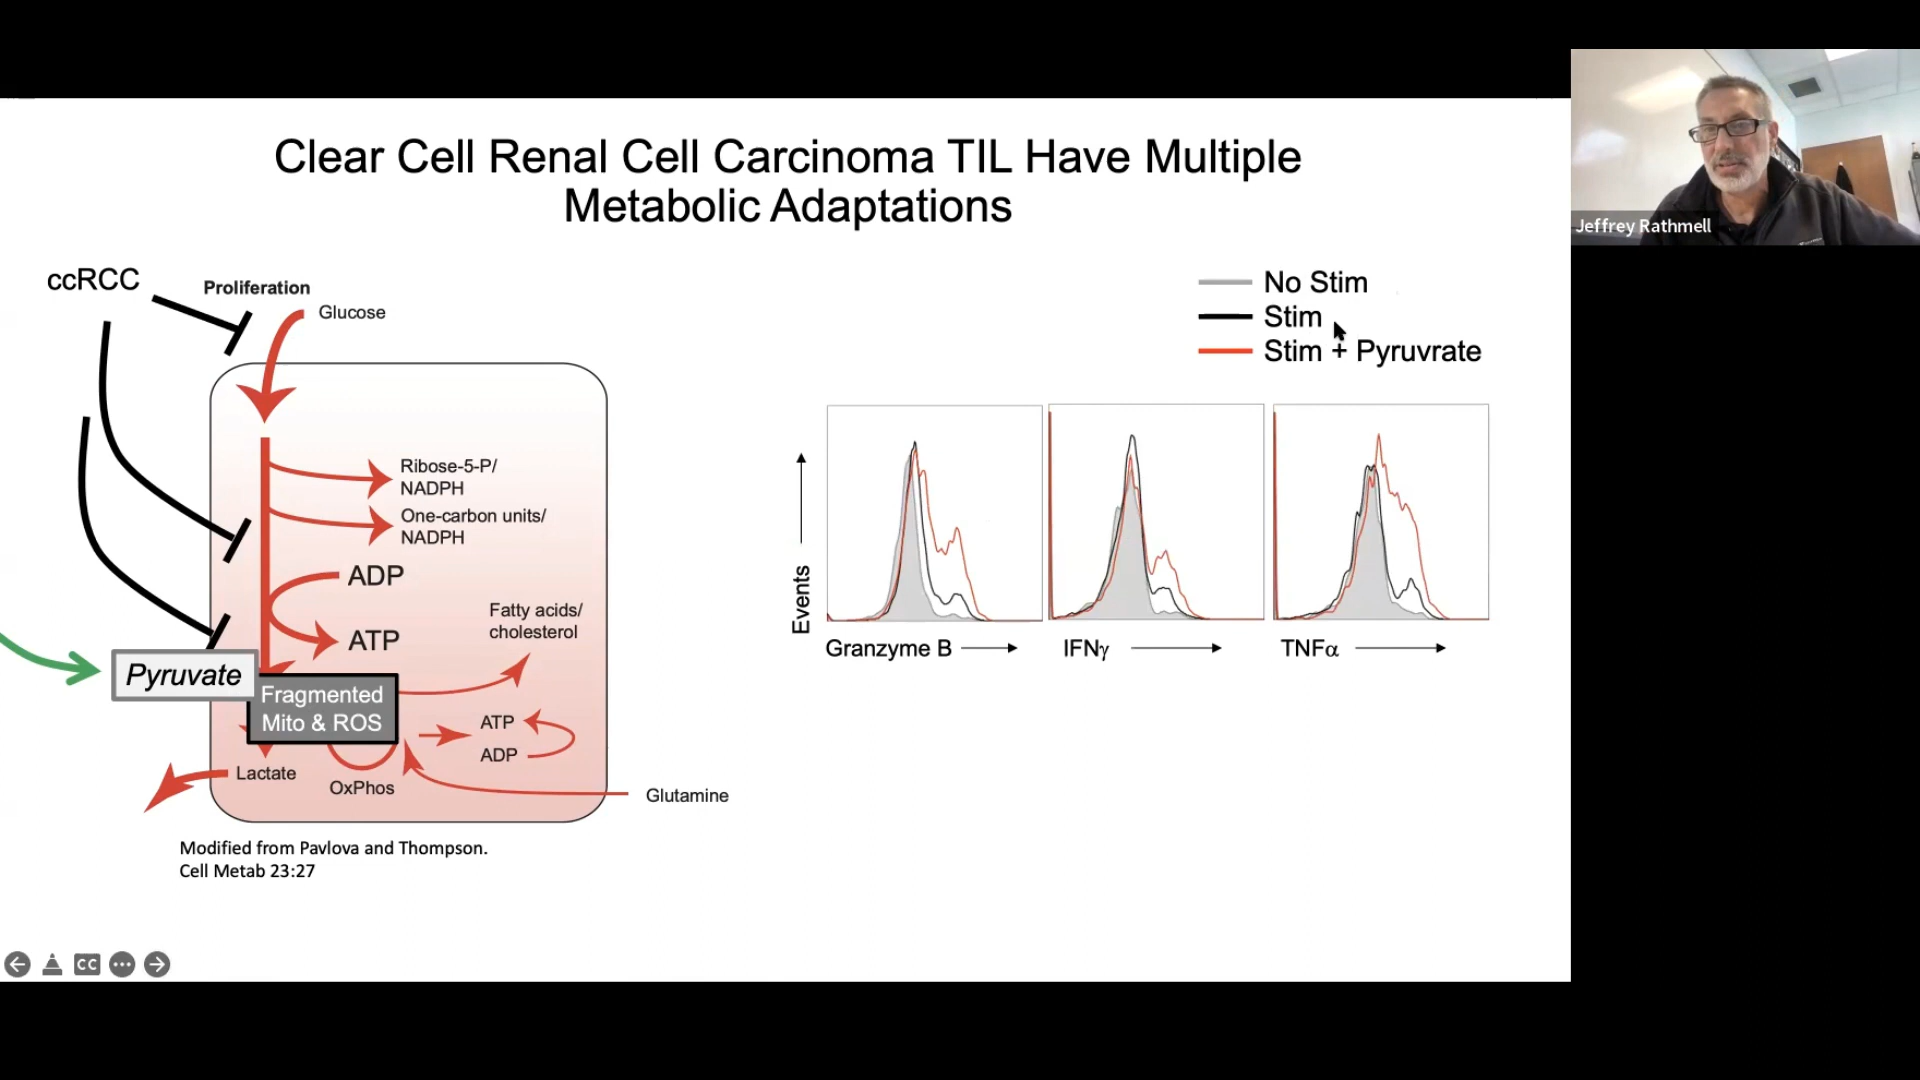 Clear Cell Renal Cell Carcinoma TIL Have Multiple
Metabolic Adaptations
Jeffrey Rathmell
ccRCC
Proliferation
Glucose
Ribose-5-P/
NADPH
One-carbon units/
NADPH
ADP
ATP
Fatty acids/
cholesterol
Pyruvate
Fragmented
Mito & ROS
ATP
ADP
Lactate
OxPhos
Glutamine
Modified from Pavlova and Thompson.
Cell Metab 23:27
No Stim
Stim
Stim + Pyruvrate
Events
Granzyme B
IFNγ
TNFα
CC